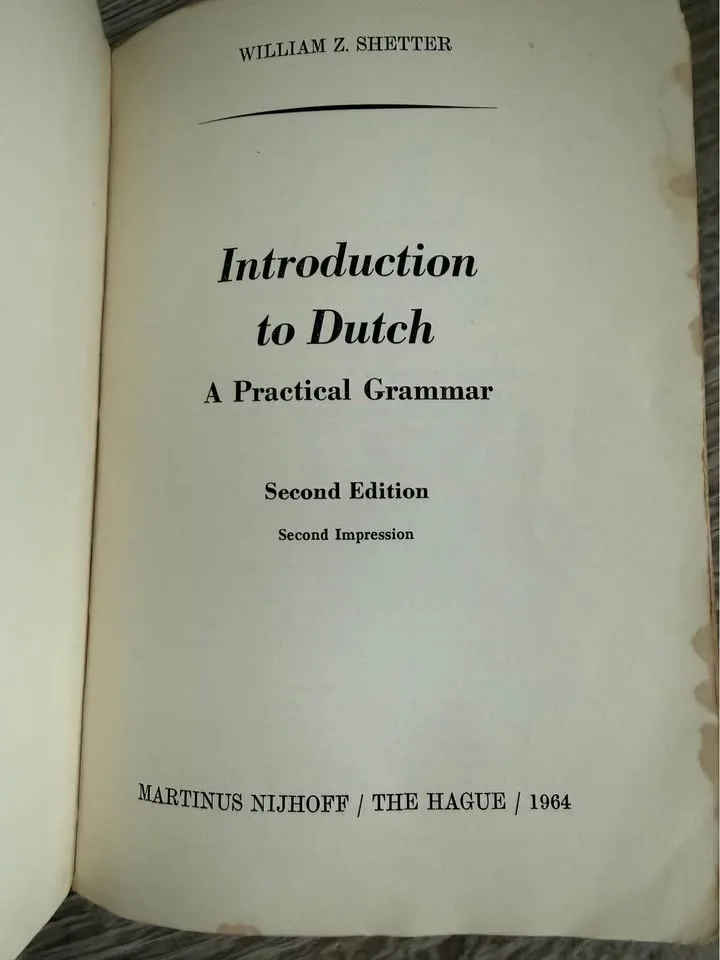 WILLIAM Z. SHETTER
Introduction
to Dutch
A Practical Grammar
Second Edition
Second Impression
MARTINUS NIJHOFF / THE HAGUE / 1964